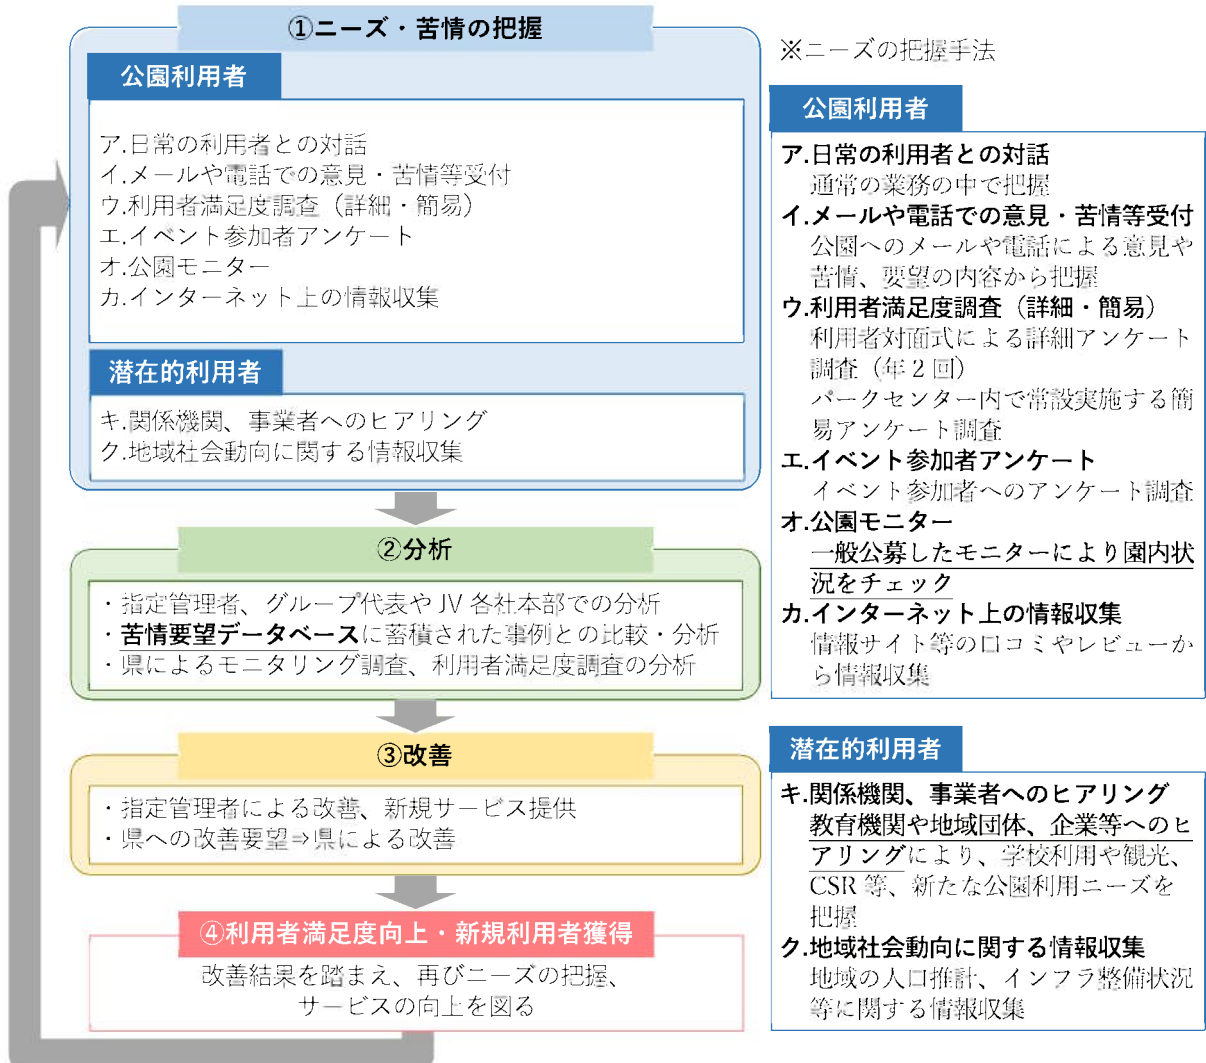 ①ニーズ・苦情の把握
公園利用者
ア.日常の利用者との対話
イ.メールや電話での意見・苦情等受付
ウ.利用者満足度調査（詳細・簡易）
エ.イベント参加者アンケート
オ.公園モニター
カ.インターネット上の情報収集
潜在的利用者
キ.関係機関、事業者へのヒアリング
ク.地域社会動向に関する情報収集
②分析
・指定管理者、グループ代表や JV 各社本部での分析
・苦情要望データベースに蓄積された事例との比較・分析
・県によるモニタリング調査、利用者満足度調査の分析
③改善
・指定管理者による改善、新規サービス提供
・県への改善要望⇒県による改善
④利用者満足度向上・新規利用者獲得
改善結果を踏まえ、再びニーズの把握、
サービスの向上を図る
※ニーズの把握手法
公園利用者
ア.日常の利用者との対話
通常の業務の中で把握
イ.メールや電話での意見・苦情等受付
公園へのメールや電話による意見や
苦情、要望の内容から把握
ウ.利用者満足度調査（詳細・簡易）
利用者対面式による詳細アンケート
調査（年２回）
パークセンター内で常設実施する簡
易アンケート調査
エ.イベント参加者アンケート
イベント参加者へのアンケート調査
オ.公園モニター
一般公募したモニターにより園内状
況をチェック
カ.インターネット上の情報収集
情報サイト等の口コミやレビューか
ら情報収集
潜在的利用者
キ.関係機関、事業者へのヒアリング
教育機関や地域団体、企業等へのヒ
アリングにより、学校利用や観光、
CSR 等、新たな公園利用ニーズを
把握
ク.地域社会動向に関する情報収集
地域の人口推計、インフラ整備状況
等に関する情報収集